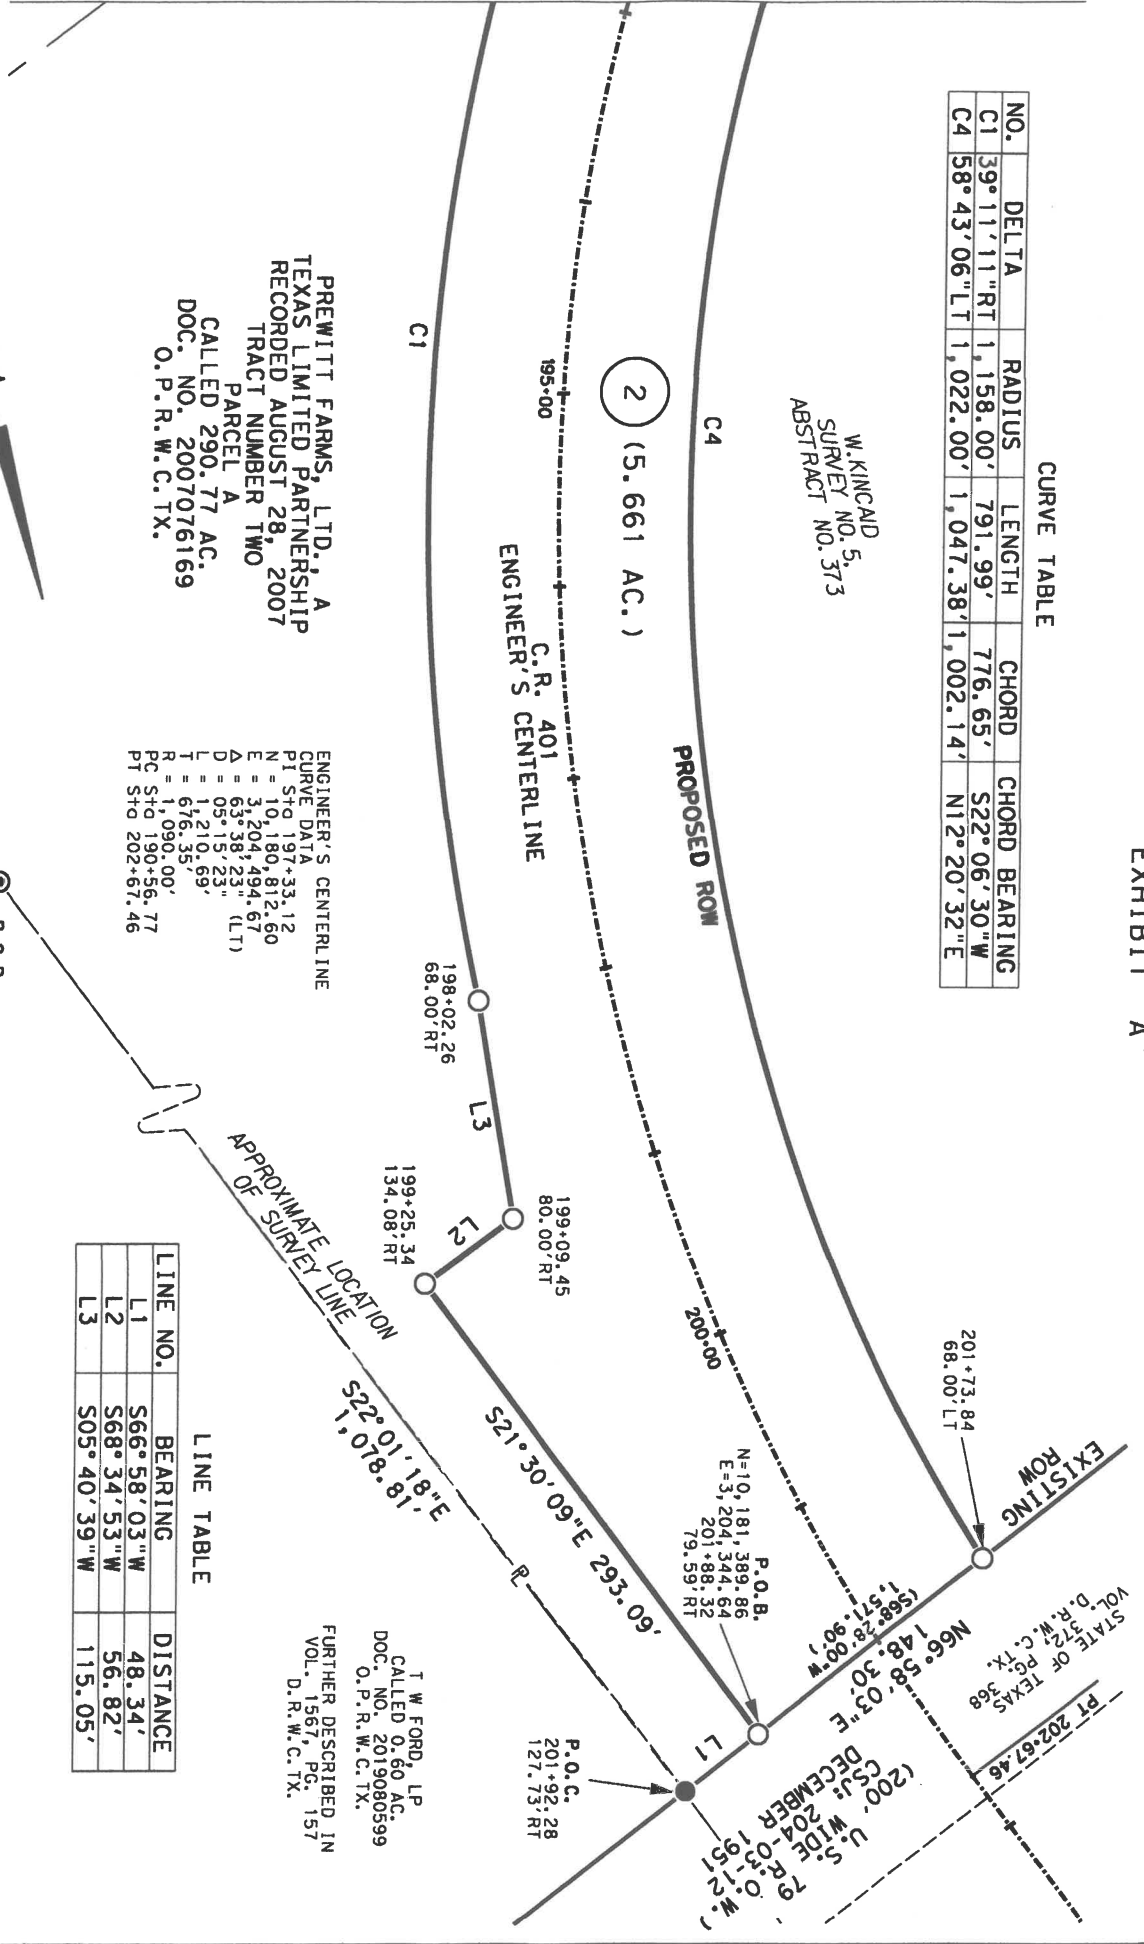 EXHIBIT A
CURVE TABLE
NO. DELTA RADIUS LENGTH CHORD CHORD BEARING
C1 39°11'11"RT 1,158.00' 791.99' 776.65' S22°06'30"W
C4 58°43'06"LT 1,022.00' 1,047.38' 1,002.14' N12°20'32"E
W.KINCAID
SURVEY NO. 5,
ABSTRACT NO. 373
C4
PROPOSED ROW
2 (5.661 AC.)
195+00
C.R. 401
ENGINEER'S CENTERLINE
200+00
C1
201+73.84
68.00'LT
EXISTING
ROW
STATE OF TEXAS
VOL. 372, PG. 368
D.R.W.C.TX.
PT 202+67.46
N66°58'03"E
148.30'
(S68°28'00"W
1,571.90')
U.S. 79
(200' WIDE R.O.W.)
CSJ: 204-03-12
DECEMBER 1951
P.O.B.
N=10,181,389.86
E=3,204,344.64
201+88.32
79.59'RT
198+02.26
68.00'RT
L3
199+09.45
80.00'RT
L2
199+25.34
134.08'RT
S21°30'09"E 293.09'
L1
P.O.C.
201+92.28
127.73'RT
PREWITT FARMS, LTD., A
TEXAS LIMITED PARTNERSHIP
RECORDED AUGUST 28, 2007
TRACT NUMBER TWO
PARCEL A
CALLED 290.77 AC.
DOC. NO. 2007076169
O.P.R.W.C.TX.
ENGINEER'S CENTERLINE
CURVE DATA
PI Sta 197+33.12
N = 10,180,812.60
E = 3,204,494.67
Δ = 63°38'23" (LT)
D = 05°15'23"
L = 1,210.69'
T = 676.35'
R = 1,090.00'
PC Sta 190+56.77
PT Sta 202+67.46
APPROXIMATE LOCATION
OF SURVEY LINE
S22°01'18"E
1,078.81'
PL
T W FORD, LP
CALLED 0.60 AC.
DOC. NO. 2019080599
O.P.R.W.C.TX.
FURTHER DESCRIBED IN
VOL. 1567, PG. 157
D.R.W.C.TX.
LINE TABLE
LINE NO. BEARING DISTANCE
L1 S66°58'03"W 48.34'
L2 S68°34'53"W 56.82'
L3 S05°40'39"W 115.05'